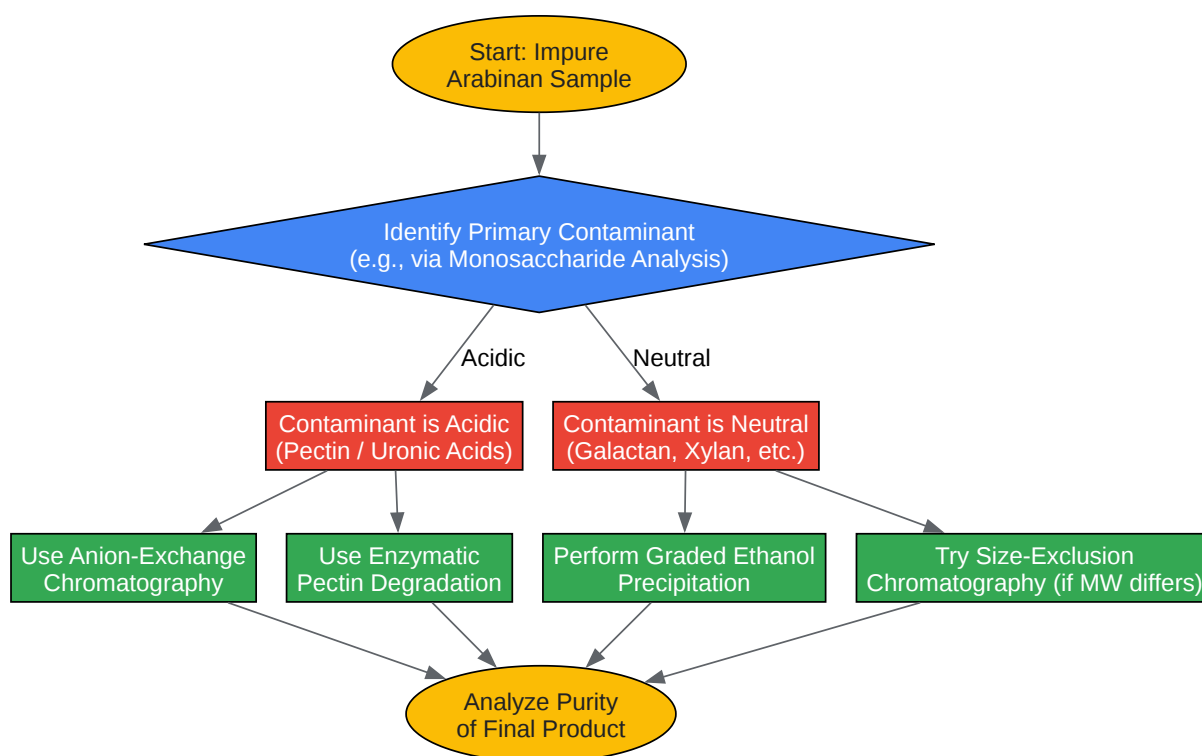 Start: Impure
Arabinan Sample
Identify Primary Contaminant
(e.g., via Monosaccharide Analysis)
Acidic
Neutral
Contaminant is Acidic
(Pectin / Uronic Acids)
Contaminant is Neutral
(Galactan, Xylan, etc.)
Use Anion-Exchange
Chromatography
Use Enzymatic
Pectin Degradation
Perform Graded Ethanol
Precipitation
Try Size-Exclusion
Chromatography (if MW differs)
Analyze Purity
of Final Product